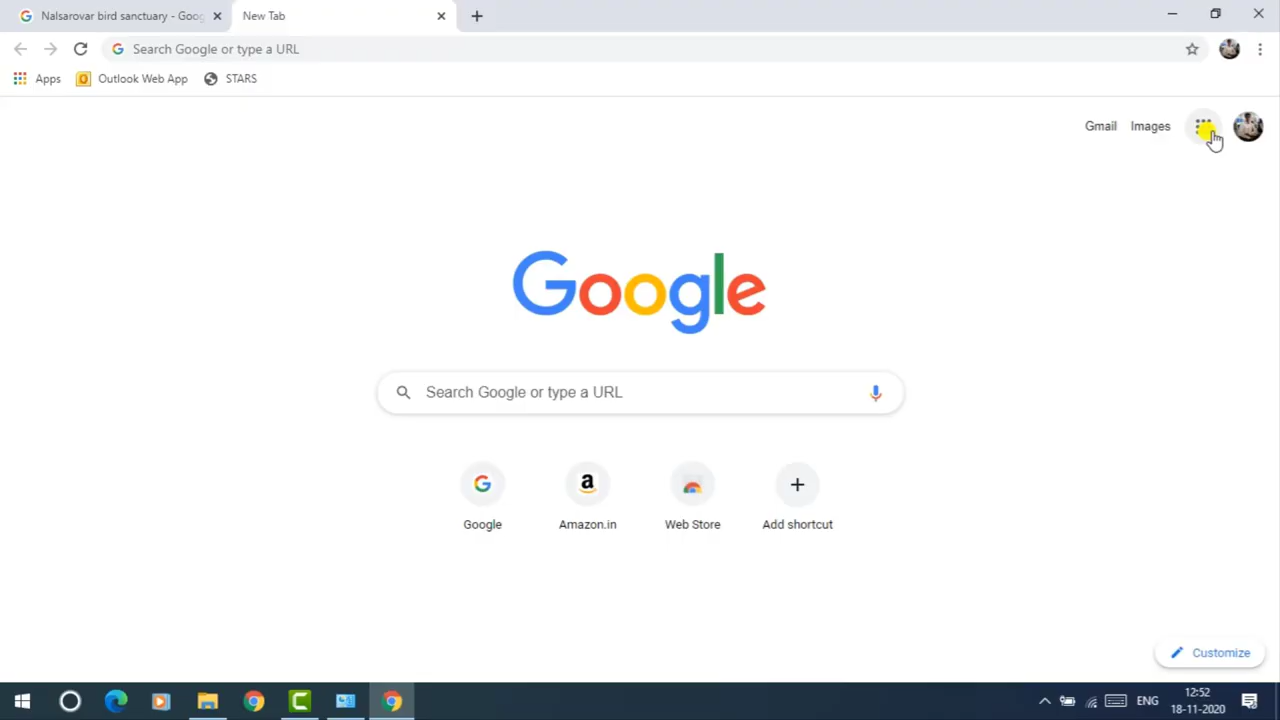 Nalsarovar bird sanctuary - Goog
New Tab
Search Google or type a URL
Apps
Outlook Web App
STARS
Gmail
Images
Google
Search Google or type a URL
Google
Amazon.in
Web Store
Add shortcut
Customize
ENG
12:52
18-11-2020